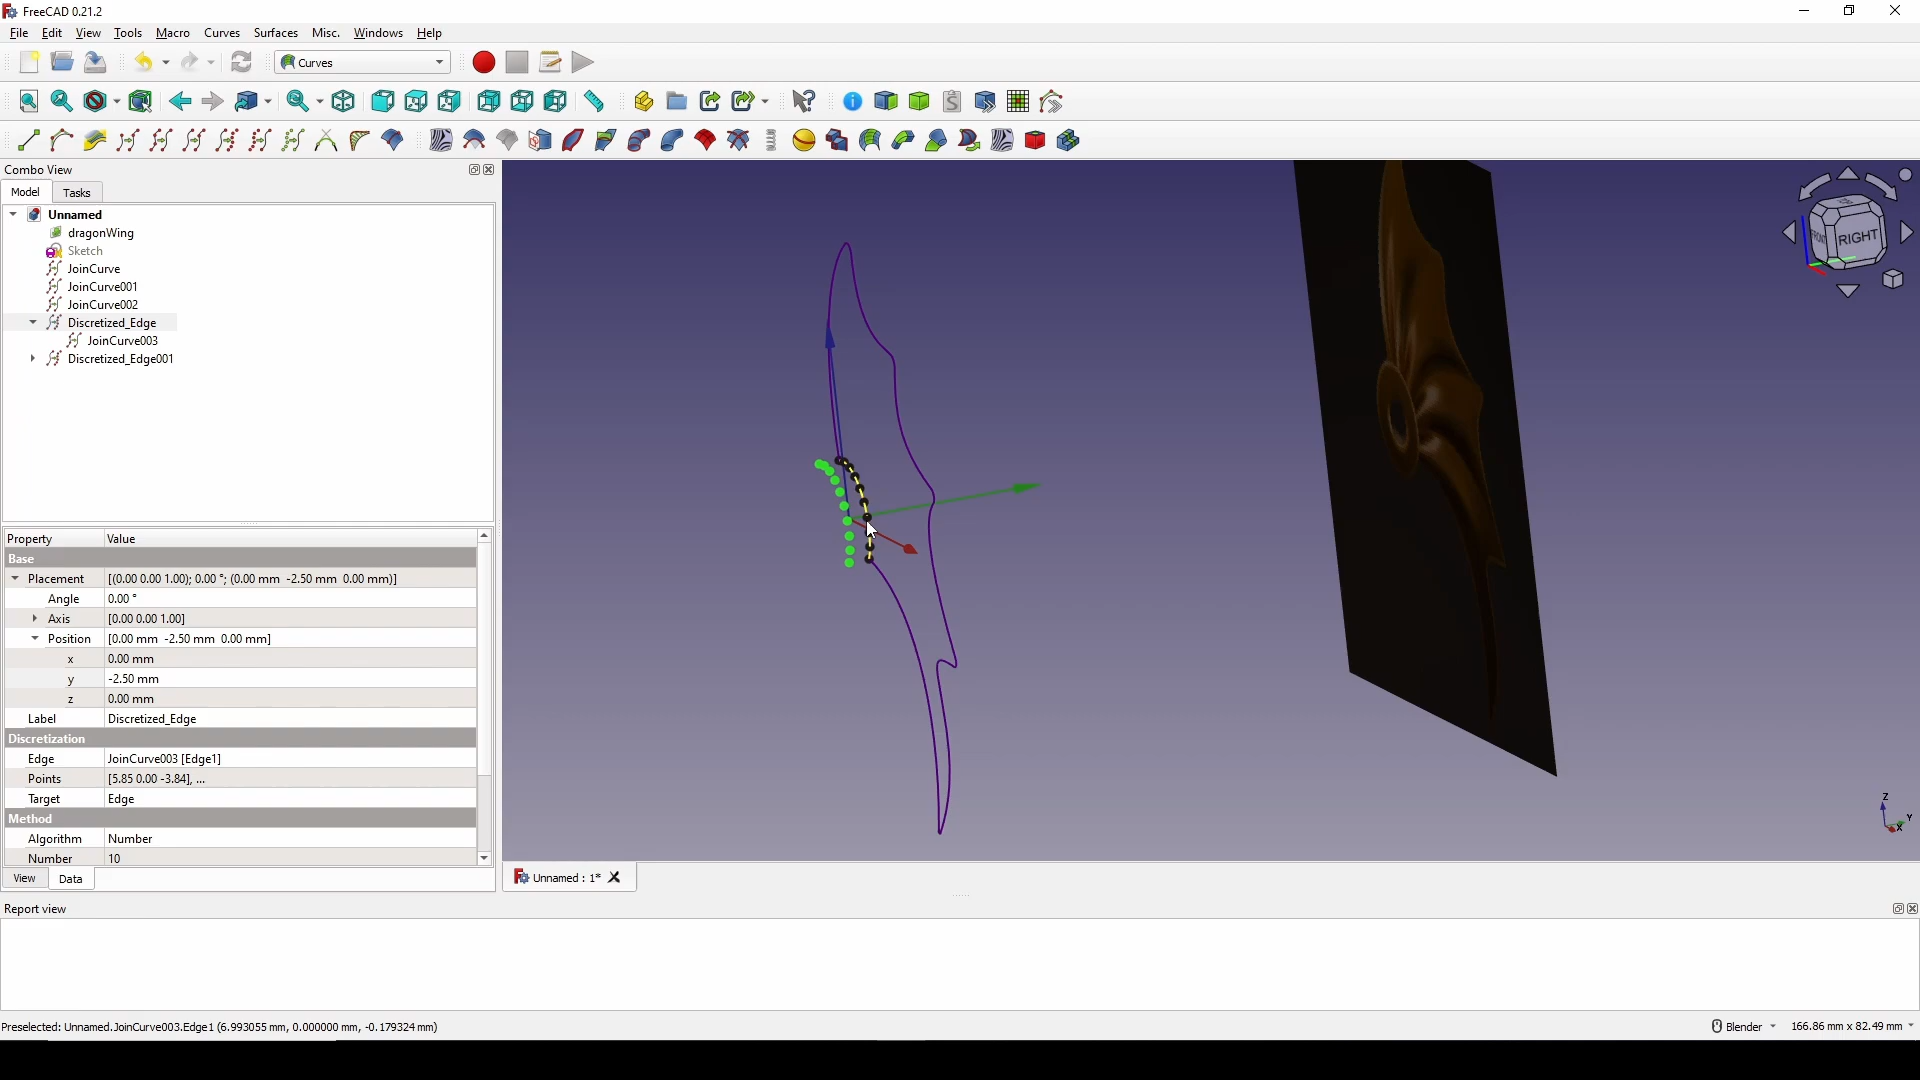 FreeCAD 0.21.2
File Edit View Tools Macro Curves Surfaces Misc. Windows Help
Curves
Combo View
Model Tasks
Unnamed
dragonWing
Sketch
JoinCurve
JoinCurve001
JoinCurve002
Discretized_Edge
JoinCurve003
Discretized_Edge001
Property Value
Base
Placement [(0.00 0.00 1.00); 0.00 °; (0.00 mm -2.50 mm 0.00 mm)]
Angle 0.00 °
Axis [0.00 0.00 1.00]
Position [0.00 mm -2.50 mm 0.00 mm]
x 0.00 mm
y -2.50 mm
z 0.00 mm
Label Discretized_Edge
Discretization
Edge JoinCurve003 [Edge1]
Points [5.85 0.00 -3.84], ...
Target Edge
Method
Algorithm Number
Number 10
View Data
FRONT RIGHT
Z
Y
X
Unnamed : 1*
Report view
Preselected: Unnamed.JoinCurve003.Edge1 (6.993055 mm, 0.000000 mm, -0.179324 mm)
Blender 166.86 mm x 82.49 mm